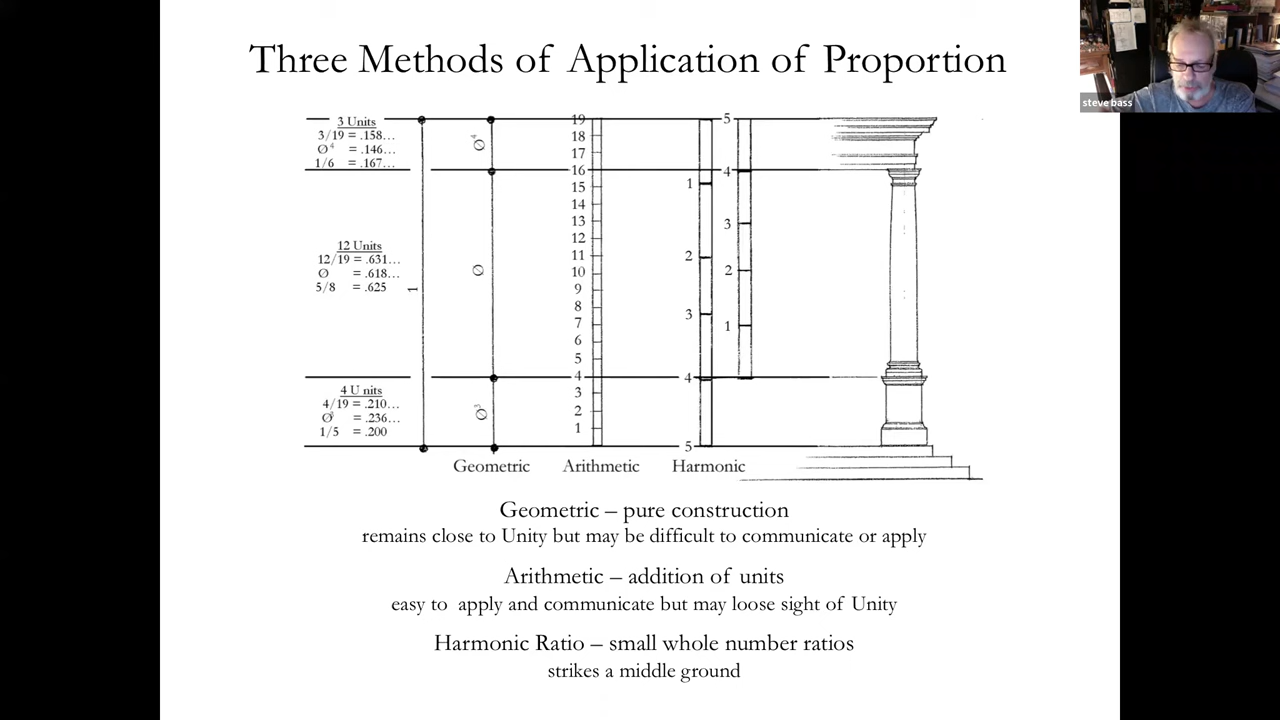 Three Methods of Application of Proportion
steve bass
3 Units
3/19 = .158...
Ø⁴ = .146...
1/6 = .167...
12 Units
12/19 = .631...
Ø = .618...
5/8 = .625
4 U nits
4/19 = .210...
Ø³ = .236...
1/5 = .200
1
Ø⁴
Ø
Ø³
19
18
17
16
15
14
13
12
11
10
9
8
7
6
5
4
3
2
1
1
2
3
4
5
5
4
3
2
1
Geometric Arithmetic Harmonic
Geometric – pure construction
remains close to Unity but may be difficult to communicate or apply
Arithmetic – addition of units
easy to apply and communicate but may loose sight of Unity
Harmonic Ratio – small whole number ratios
strikes a middle ground